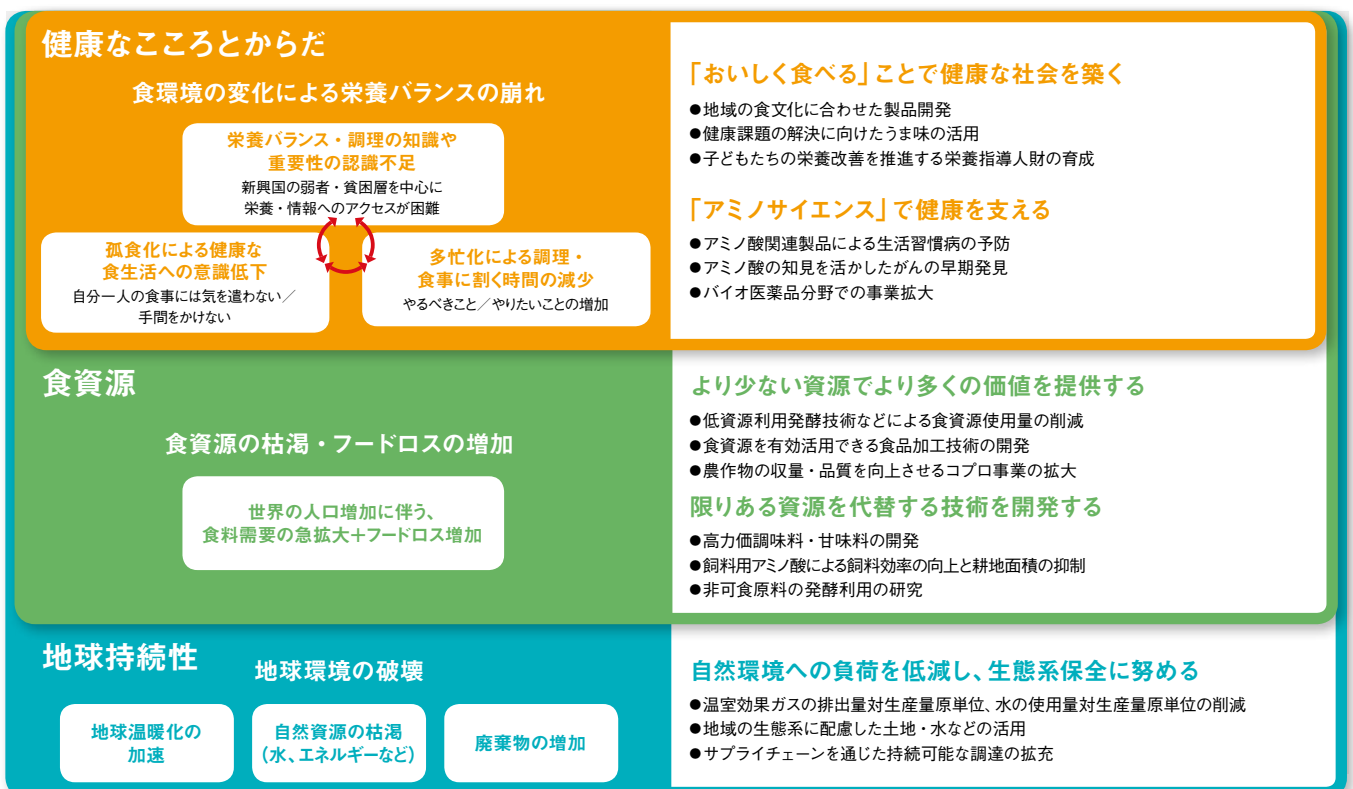 健康なこころとからだ
食環境の変化による栄養バランスの崩れ
栄養バランス・調理の知識や
重要性の認識不足
新興国の弱者・貧困層を中心に
栄養・情報へのアクセスが困難
孤食化による健康な
食生活への意識低下
自分一人の食事には気を遣わない／
手間をかけない
多忙化による調理・
食事に割く時間の減少
やるべきこと／やりたいことの増加
「おいしく食べる」ことで健康な社会を築く
●地域の食文化に合わせた製品開発
●健康課題の解決に向けたうま味の活用
●子どもたちの栄養改善を推進する栄養指導人財の育成
「アミノサイエンス」で健康を支える
●アミノ酸関連製品による生活習慣病の予防
●アミノ酸の知見を活かしたがんの早期発見
●バイオ医薬品分野での事業拡大
食資源
食資源の枯渇・フードロスの増加
世界の人口増加に伴う、
食料需要の急拡大＋フードロス増加
より少ない資源でより多くの価値を提供する
●低資源利用発酵技術などによる食資源使用量の削減
●食資源を有効活用できる食品加工技術の開発
●農作物の収量・品質を向上させるコプロ事業の拡大
限りある資源を代替する技術を開発する
●高力価調味料・甘味料の開発
●飼料用アミノ酸による飼料効率の向上と耕地面積の抑制
●非可食原料の発酵利用の研究
地球持続性
地球環境の破壊
地球温暖化の
加速
自然資源の枯渇
（水、エネルギーなど）
廃棄物の増加
自然環境への負荷を低減し、生態系保全に努める
●温室効果ガスの排出量対生産量原単位、水の使用量対生産量原単位の削減
●地域の生態系に配慮した土地・水などの活用
●サプライチェーンを通じた持続可能な調達の拡充